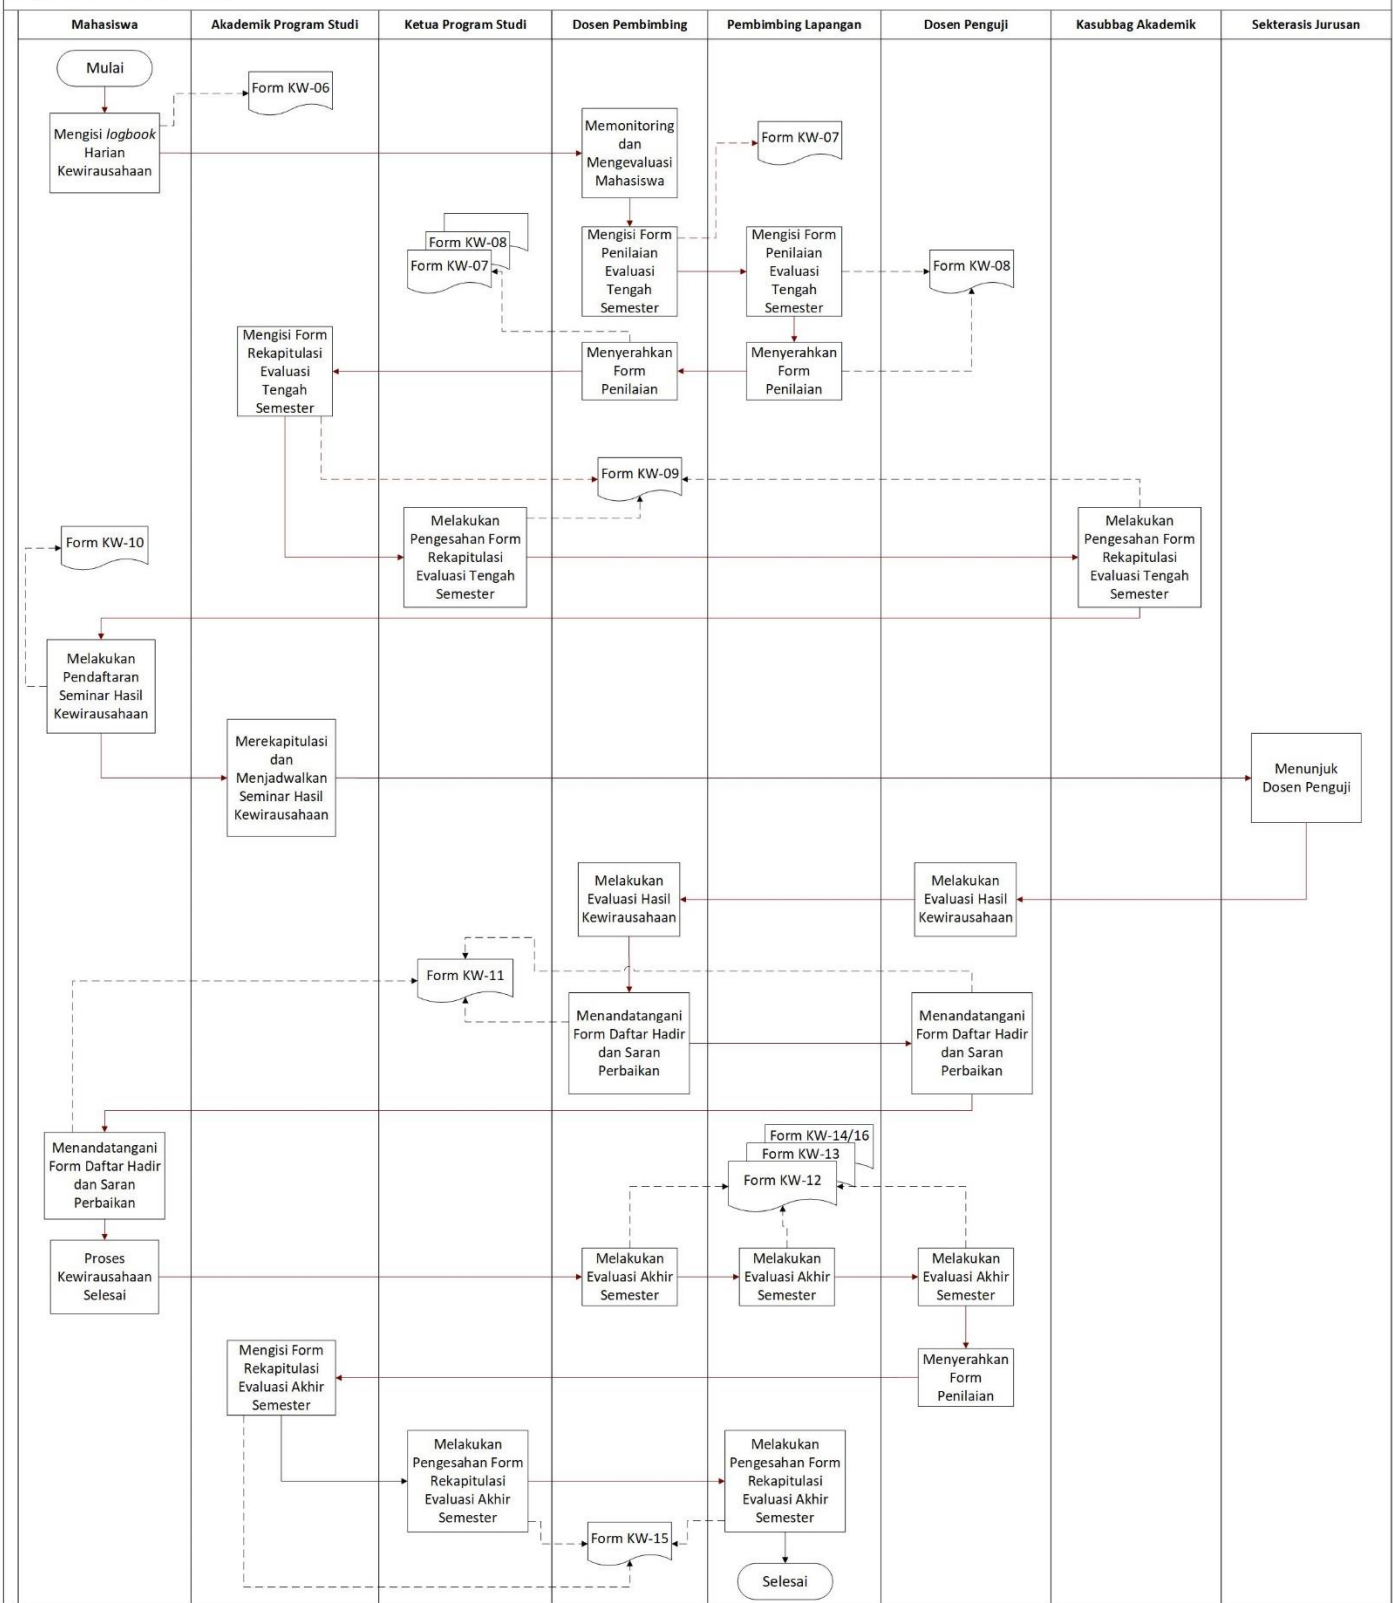 Mahasiswa
Akademik Program Studi
Ketua Program Studi
Dosen Pembimbing
Pembimbing Lapangan
Dosen Penguji
Kasubbag Akademik
Sekterasis Jurusan
Mulai
Form KW-06
Mengisi logbook
Harian
Kewirausahaan
Memonitoring
dan
Mengevaluasi
Mahasiswa
Form KW-07
Form KW-08
Form KW-07
Mengisi Form
Penilaian
Evaluasi
Tengah
Semester
Mengisi Form
Penilaian
Evaluasi
Tengah
Semester
Form KW-08
Mengisi Form
Rekapitulasi
Evaluasi
Tengah
Semester
Menyerahkan
Form
Penilaian
Menyerahkan
Form
Penilaian
Form KW-09
Form KW-10
Melakukan
Pengesahan Form
Rekapitulasi
Evaluasi Tengah
Semester
Melakukan
Pengesahan Form
Rekapitulasi
Evaluasi Tengah
Semester
Melakukan
Pendaftaran
Seminar Hasil
Kewirausahaan
Merekapitulasi
dan
Menjadwalkan
Seminar Hasil
Kewirausahaan
Menunjuk
Dosen Penguji
Melakukan
Evaluasi Hasil
Kewirausahaan
Melakukan
Evaluasi Hasil
Kewirausahaan
Form KW-11
Menandatangani
Form Daftar Hadir
dan Saran
Perbaikan
Menandatangani
Form Daftar Hadir
dan Saran
Perbaikan
Menandatangani
Form Daftar Hadir
dan Saran
Perbaikan
Form KW-14/16
Form KW-13
Form KW-12
Proses
Kewirausahaan
Selesai
Melakukan
Evaluasi Akhir
Semester
Melakukan
Evaluasi Akhir
Semester
Melakukan
Evaluasi Akhir
Semester
Mengisi Form
Rekapitulasi
Evaluasi Akhir
Semester
Menyerahkan
Form
Penilaian
Melakukan
Pengesahan Form
Rekapitulasi
Evaluasi Akhir
Semester
Melakukan
Pengesahan Form
Rekapitulasi
Evaluasi Akhir
Semester
Form KW-15
Selesai